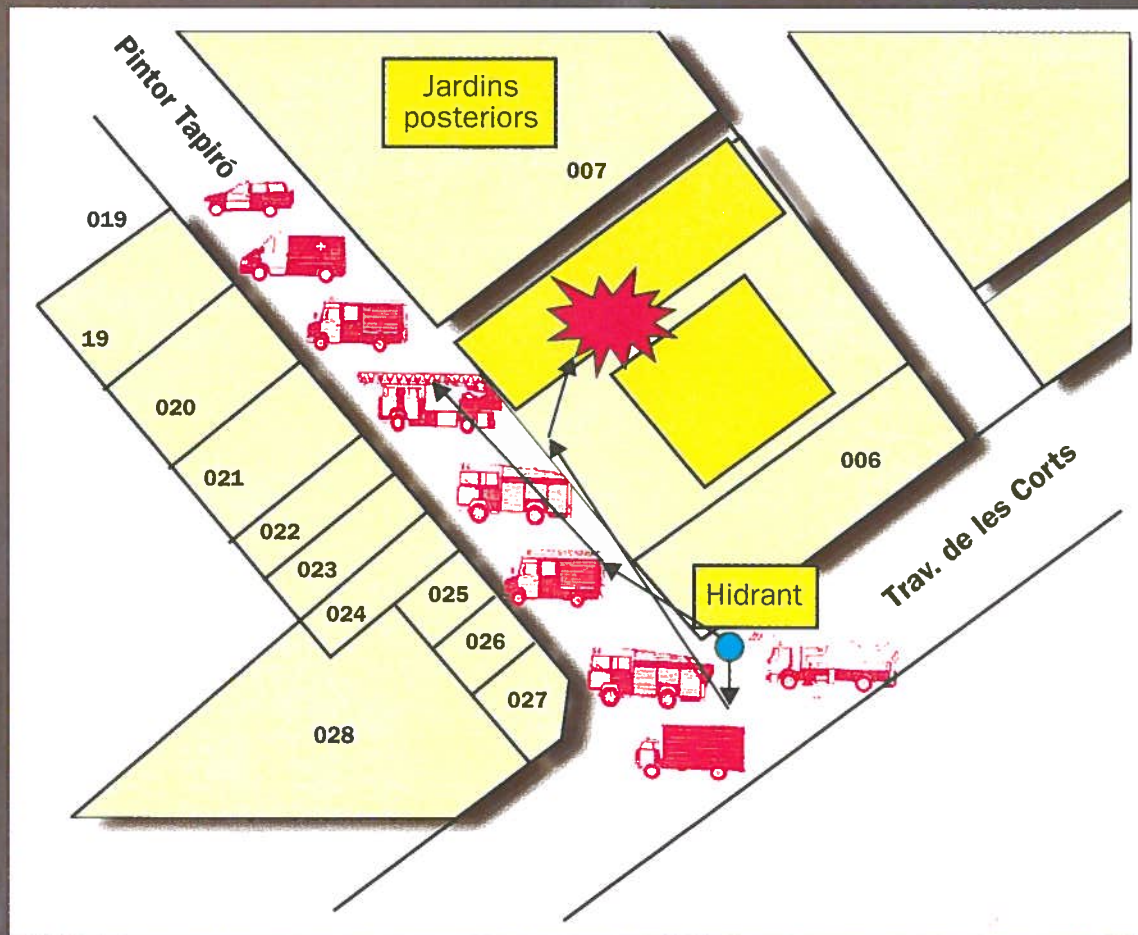 Pintor Tapiró
Jardins
posteriors
007
019
19
020
021
022
023
024
025
026
027
028
006
Hidrant
Trav. de les Corts